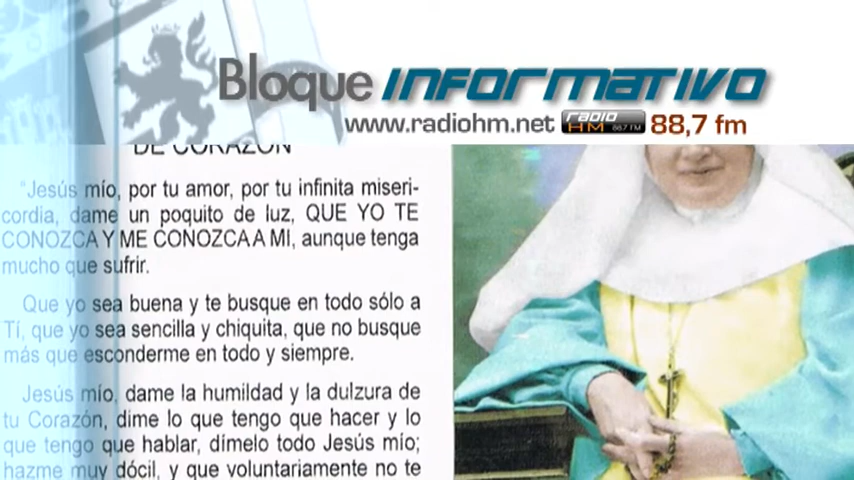 Bloque informativo
www.radiohm.net RADIO HM 88,7 FM 88,7 fm
DE CORAZÓN
"Jesús mío, por tu amor, por tu infinita miseri-
cordia, dame un poquito de luz, QUE YO TE
CONOZCA Y ME CONOZCA A MI, aunque tenga
mucho que sufrir.
Que yo sea buena y te busque en todo sólo a
Tí, que yo sea sencilla y chiquita, que no busque
más que esconderme en todo y siempre.
Jesús mío, dame la humildad y la dulzura de
tu Corazón, dime lo que tengo que hacer y lo
que tengo que hablar, dímelo todo Jesús mío;
hazme muy dócil, y que voluntariamente no te